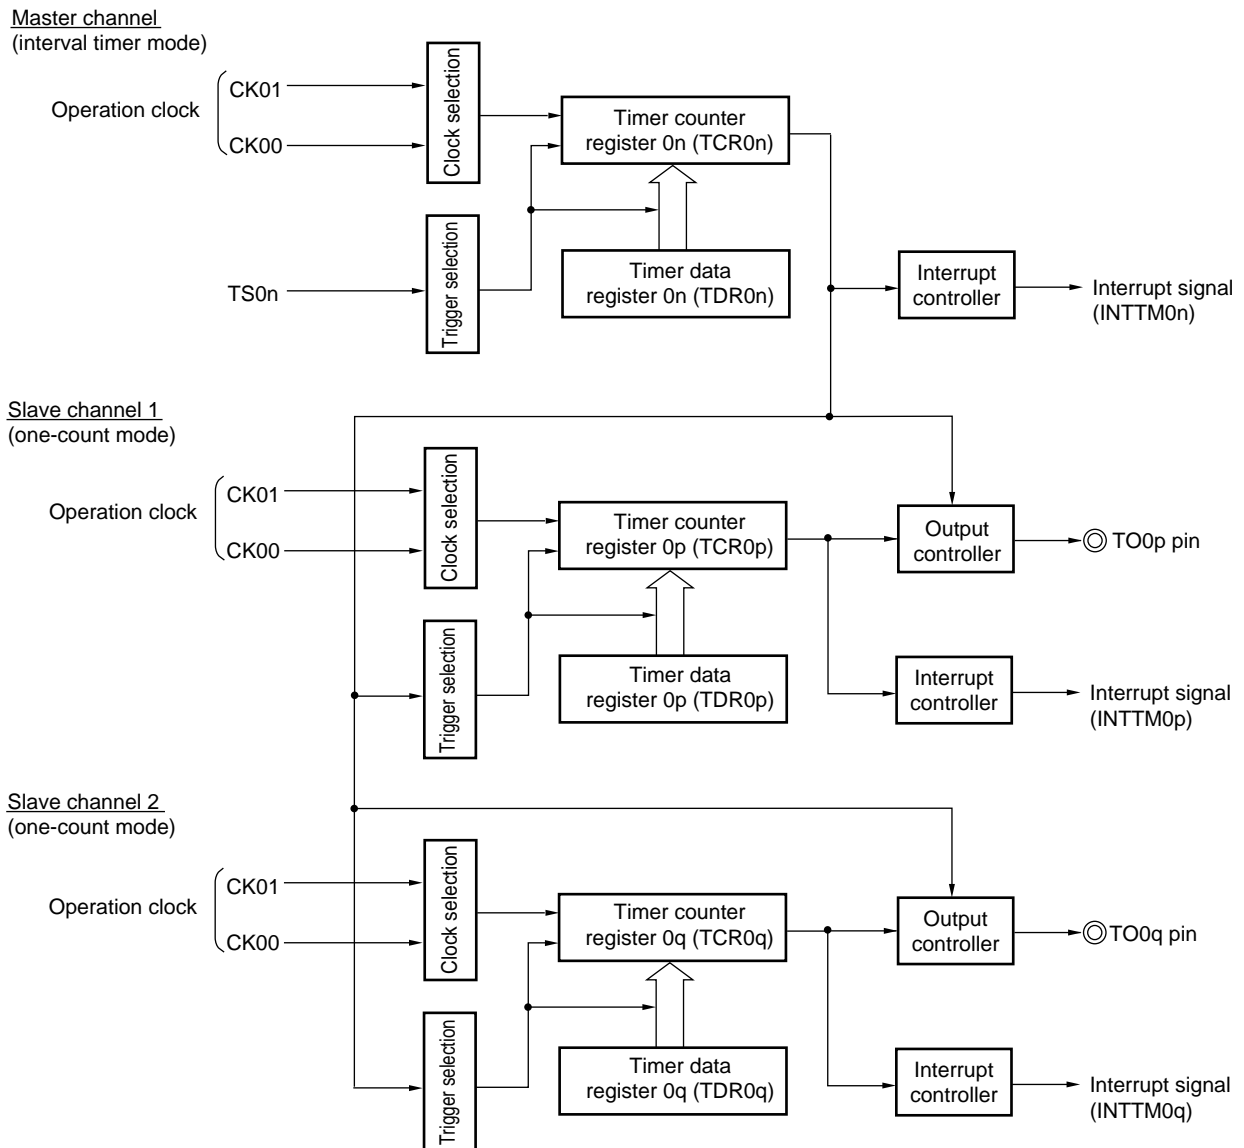 Master channel
(interval timer mode)
Operation clock
CK01
CK00
Clock selection
Timer counter
register 0n (TCR0n)
TS0n
Trigger selection
Timer data
register 0n (TDR0n)
Interrupt
controller
Interrupt signal
(INTTM0n)
Slave channel 1
(one-count mode)
Operation clock
CK01
CK00
Clock selection
Timer counter
register 0p (TCR0p)
Output
controller
TO0p pin
Trigger selection
Timer data
register 0p (TDR0p)
Interrupt
controller
Interrupt signal
(INTTM0p)
Slave channel 2
(one-count mode)
Operation clock
CK01
CK00
Clock selection
Timer counter
register 0q (TCR0q)
Output
controller
TO0q pin
Trigger selection
Timer data
register 0q (TDR0q)
Interrupt
controller
Interrupt signal
(INTTM0q)